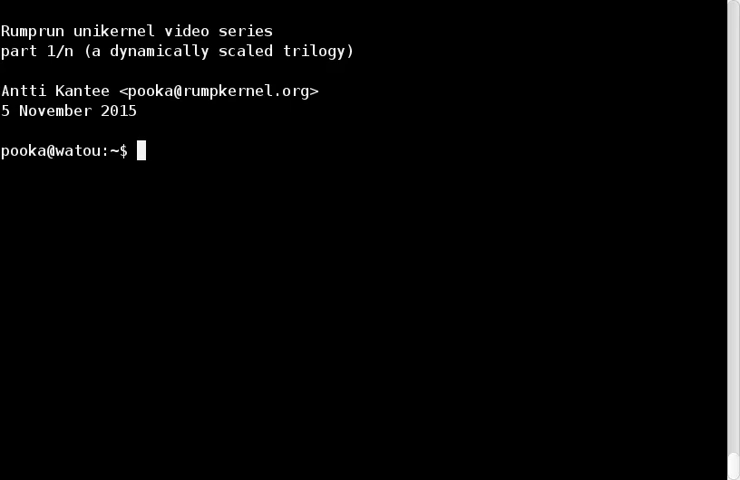 Rumprun unikernel video series
part 1/n (a dynamically scaled trilogy)
Antti Kantee <pooka@rumpkernel.org>
5 November 2015
pooka@watou:~$